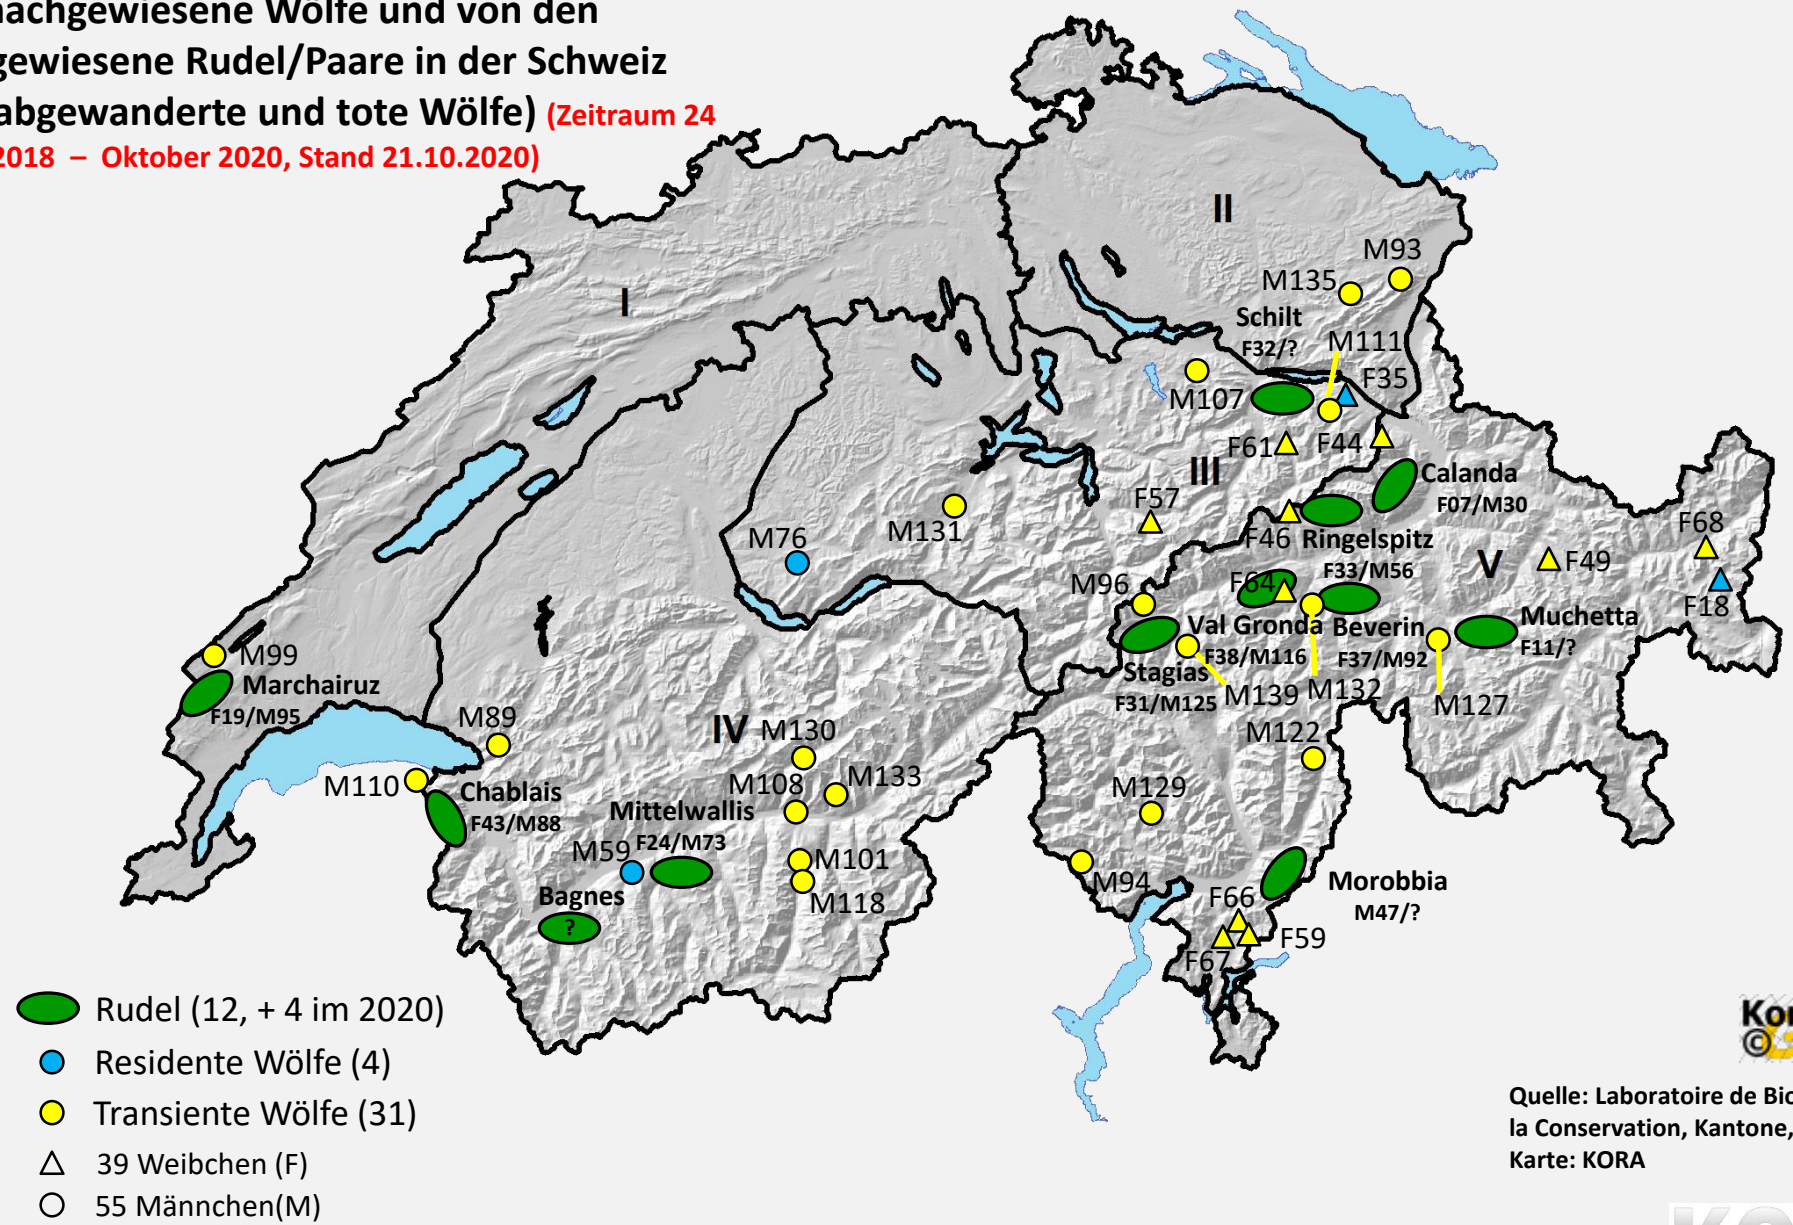 nachgewiesene Wölfe und von den
gewiesene Rudel/Paare in der Schweiz
abgewanderte und tote Wölfe) (Zeitraum 24
2018 – Oktober 2020, Stand 21.10.2020)
II
M93
M135
I
Schilt
F32/?
M111
F35
M107
F61
F44
III
Calanda
F07/M30
F57
M131
M76
F46
Ringelspitz
F33/M56
F68
V
F49
M96
F64
F18
Val Gronda
F38/M116
Beverin
F37/M92
Muchetta
F11/?
M99
Marchairuz
F19/M95
Stagias
F31/M125
M139
M132
M127
M89
IV
M130
M122
M110
Chablais
F43/M88
M108
M133
M129
Mittelwallis
F24/M73
M59
M101
M94
Bagnes
?
M118
F66
Morobbia
M47/?
F59
F67
Rudel (12, + 4 im 2020)
Residente Wölfe (4)
Transiente Wölfe (31)
39 Weibchen (F)
55 Männchen(M)
©
Quelle: Laboratoire de
la Conservation, Kantone,
Karte: KORA